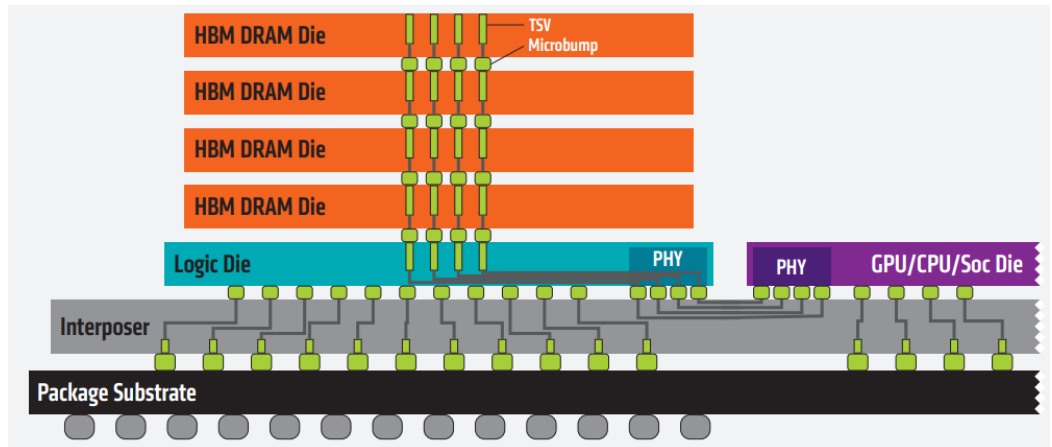 HBM DRAM Die
TSV
Microbump
HBM DRAM Die
HBM DRAM Die
HBM DRAM Die
Logic Die
PHY
PHY
GPU/CPU/Soc Die
Interposer
Package Substrate